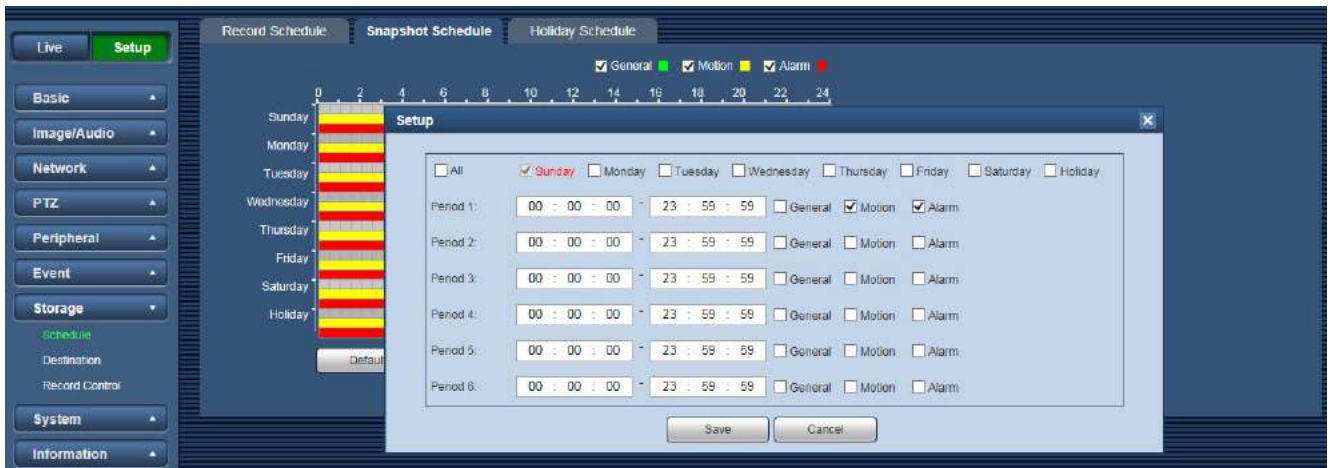 Live Setup
Basic
Image/Audio
Network
PTZ
Peripheral
Event
Storage
Schedule
Destination
Record Control
System
Information
Record Schedule Snapshot Schedule Holiday Schedule
General Motion Alarm
0 2 4 6 8 10 12 14 16 18 20 22 24
Sunday
Monday
Tuesday
Wednesday
Thursday
Friday
Saturday
Holiday
Defaul
Setup
All Sunday Monday Tuesday Wednesday Thursday Friday Saturday Holiday
Period 1: 00 : 00 : 00 - 23 : 59 : 59 General Motion Alarm
Period 2: 00 : 00 : 00 - 23 : 59 : 59 General Motion Alarm
Period 3: 00 : 00 : 00 - 23 : 59 : 59 General Motion Alarm
Period 4: 00 : 00 : 00 - 23 : 59 : 59 General Motion Alarm
Period 5: 00 : 00 : 00 - 23 : 59 : 59 General Motion Alarm
Period 6: 00 : 00 : 00 - 23 : 59 : 59 General Motion Alarm
Save Cancel